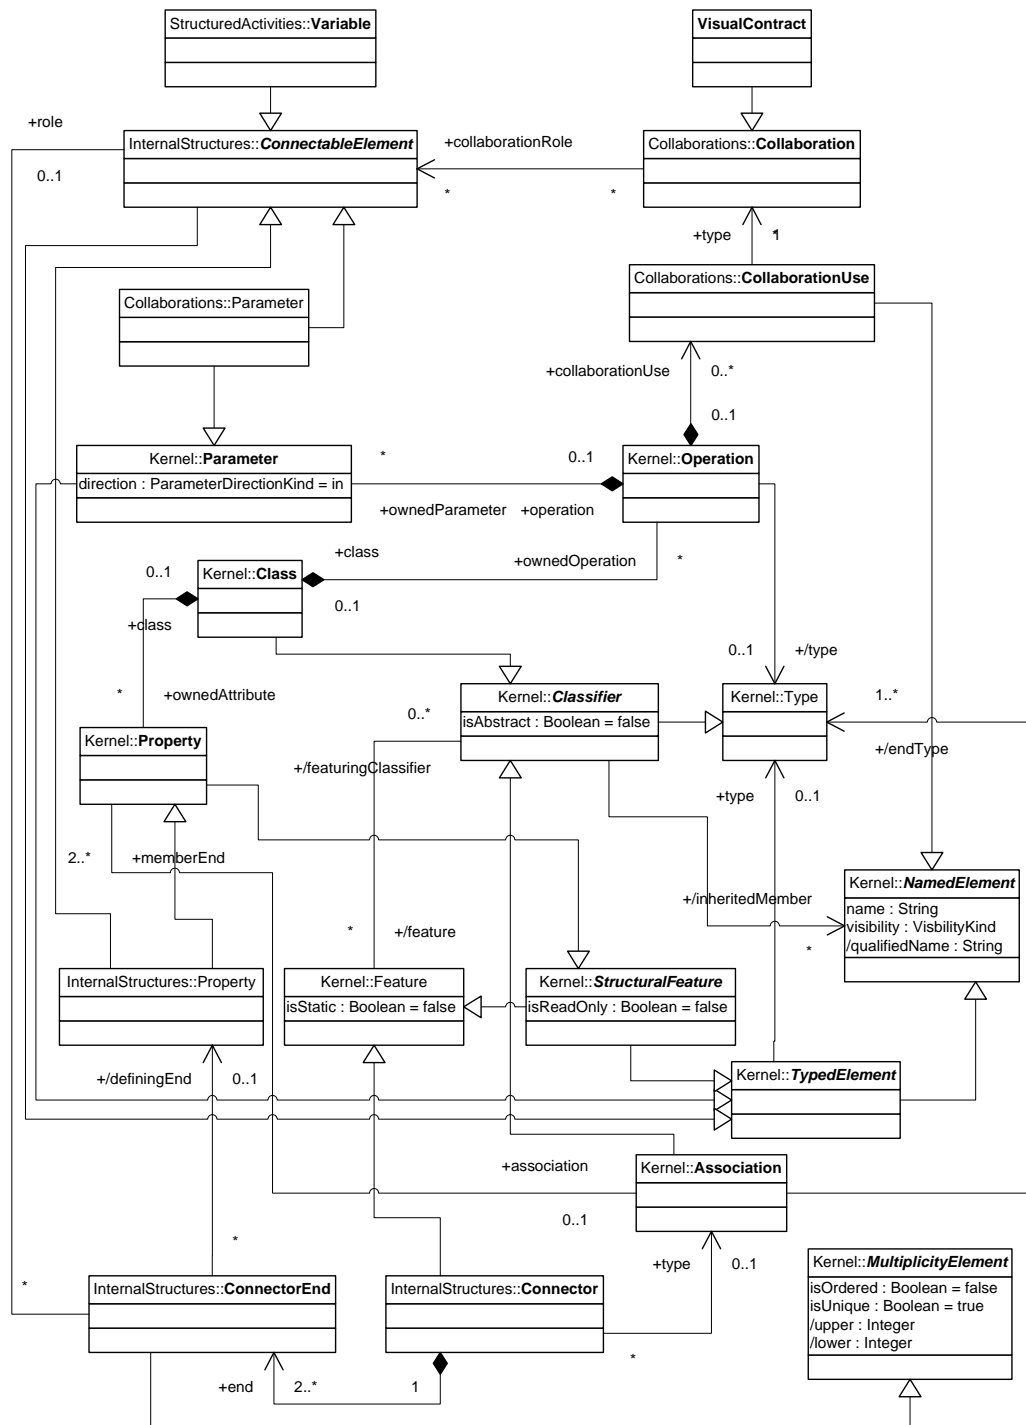 StructuredActivities::Variable
VisualContract
+role
InternalStructures::ConnectableElement
+collaborationRole
Collaborations::Collaboration
0..1
*
*
+type
*
1
Collaborations::Parameter
Collaborations::CollaborationUse
+collaborationUse
0..*
0..1
Kernel::Parameter
direction : ParameterDirectionKind = in
*
0..1
Kernel::Operation
+ownedParameter
+operation
+class
+ownedOperation
*
0..1
Kernel::Class
0..1
+class
0..1
+/type
*
+ownedAttribute
Kernel::Classifier
isAbstract : Boolean = false
0..*
Kernel::Type
1..*
Kernel::Property
+/featuringClassifier
+/endType
+type
0..1
2..*
+memberEnd
Kernel::NamedElement
name : String
visibility : VisbilityKind
/qualifiedName : String
+/inheritedMember
*
*
+/feature
InternalStructures::Property
Kernel::Feature
isStatic : Boolean = false
Kernel::StructuralFeature
isReadOnly : Boolean = false
+/definingEnd
0..1
Kernel::TypedElement
+association
Kernel::Association
0..1
*
+type
0..1
Kernel::MultiplicityElement
isOrdered : Boolean = false
isUnique : Boolean = true
/upper : Integer
/lower : Integer
*
InternalStructures::ConnectorEnd
InternalStructures::Connector
*
+end
2..*
1